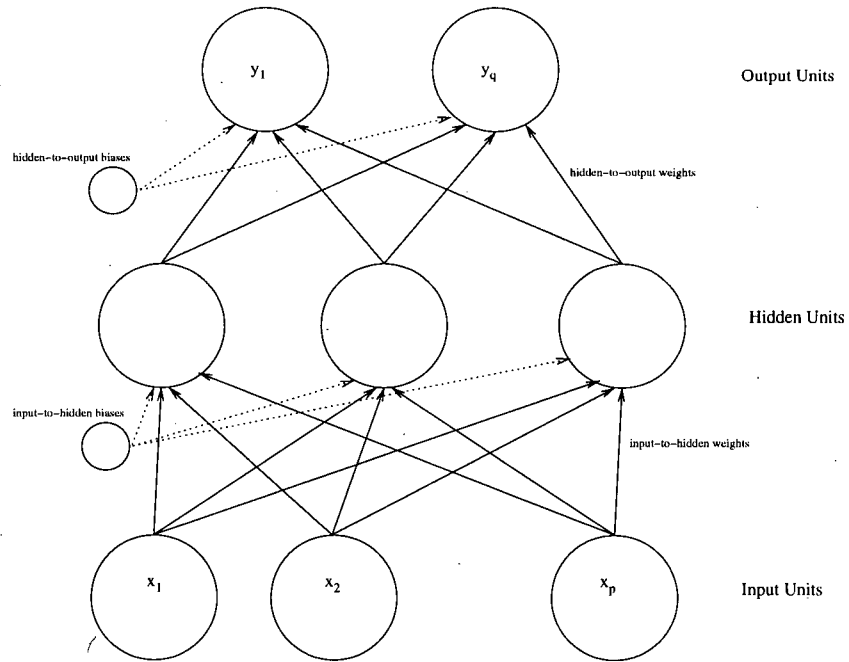 y1
yq
Output Units
hidden-to-output biases
hidden-to-output weights
Hidden Units
input-to-hidden biases
input-to-hidden weights
x1
x2
xp
Input Units